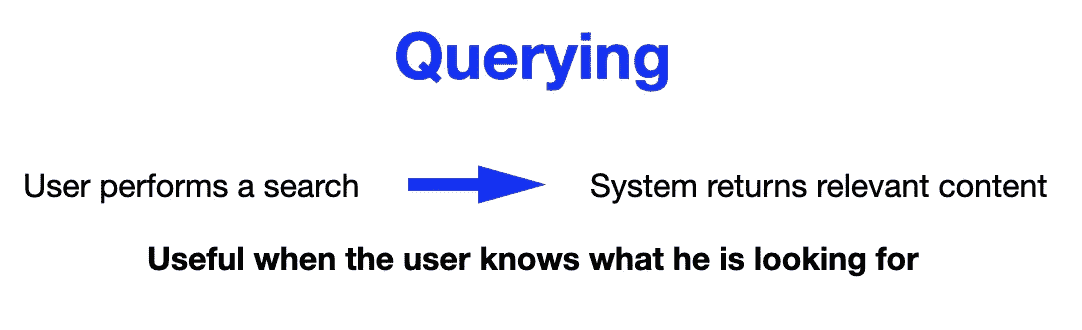 Querying
User performs a search
System returns relevant content
Useful when the user knows what he is looking for